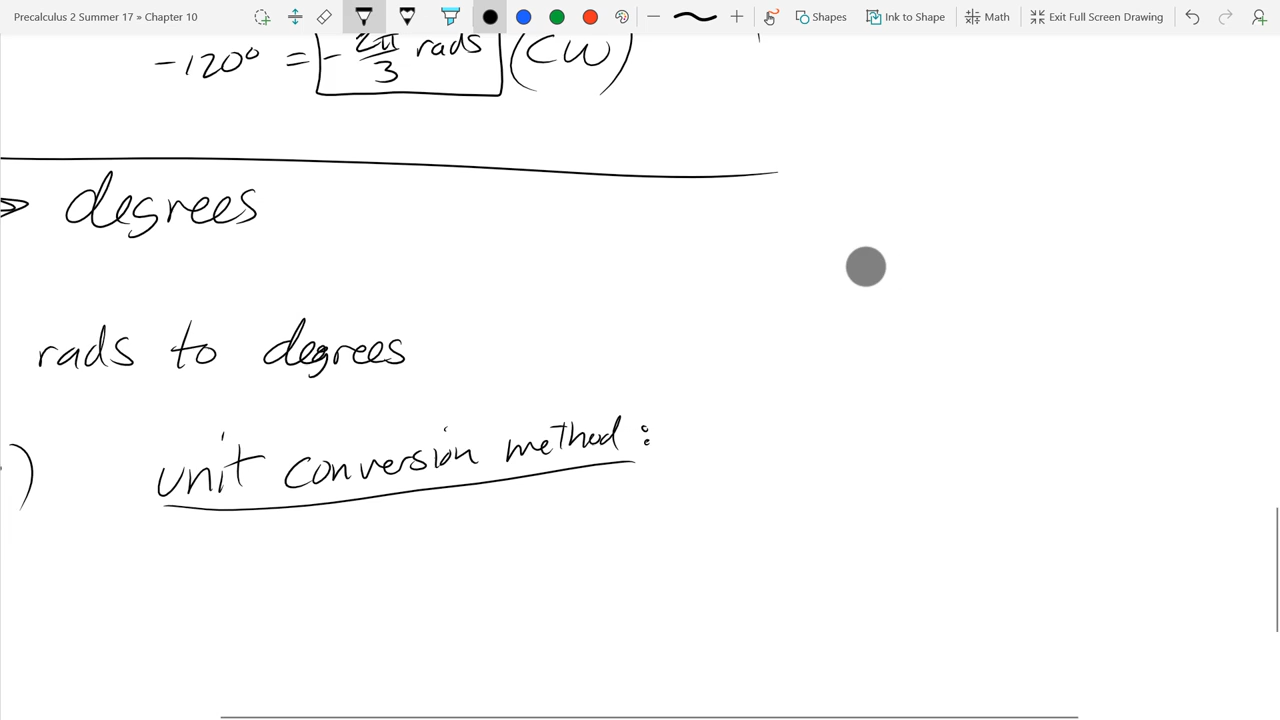 Precalculus 2 Summer 17 » Chapter 10
Shapes
Ink to Shape
Math
Exit Full Screen Drawing
-120° = - 2π/3 rads (CW)
degrees
rads to degrees
) unit conversion method: